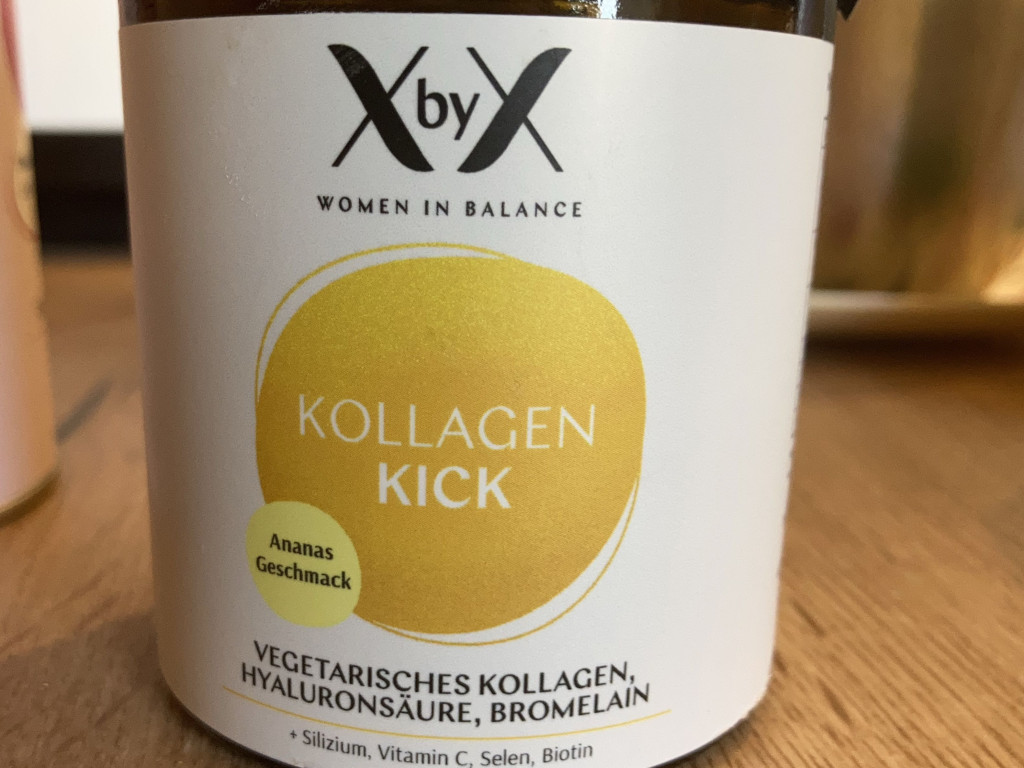 XbyX
WOMEN IN BALANCE
KOLLAGEN
KICK
Ananas
Geschmack
VEGETARISCHES KOLLAGEN,
HYALURONSÄURE, BROMELAIN
+ Silizium, Vitamin C, Selen, Biotin